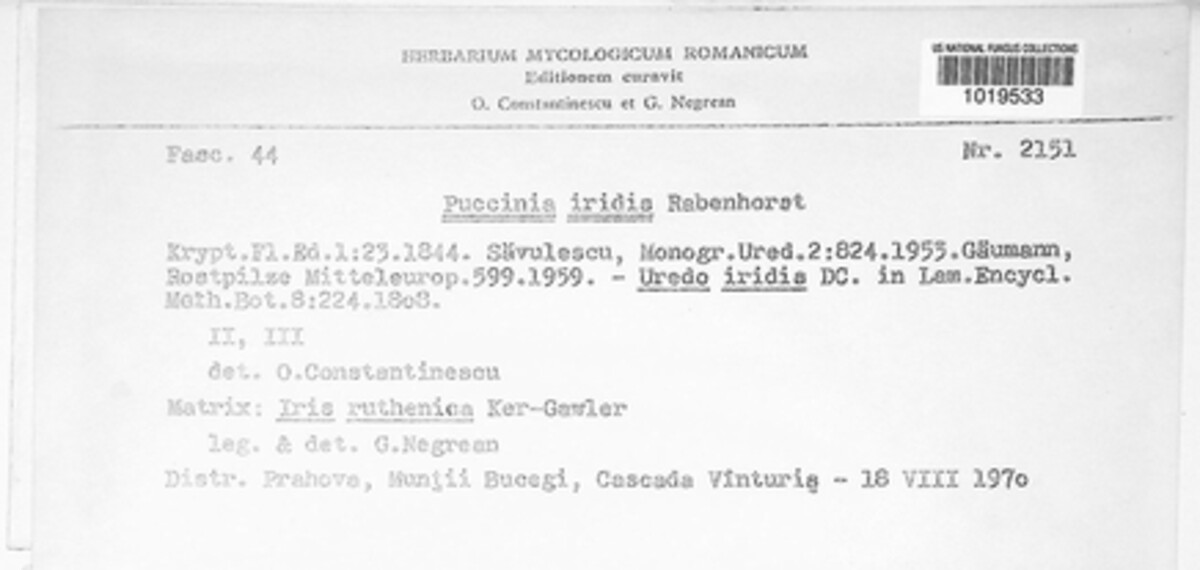 HERBARIUM MYCOLOGICUM ROMANICUM
Editionem curavit
O. Constantinescu et G. Negrean
US NATIONAL FUNGUS COLLECTIONS
1019533
Fasc. 44
Nr. 2151
Puccinia iridis Rabenhorst
Krypt.Fl.Ed.1:23.1844. Săvulescu, Monogr.Ured.2:824.1953.Gäumann,
Rostpilze Mitteleurop.599.1959. - Uredo iridis DC. in Lam.Encycl.
Meth.Bot.8:224.18o8.
II, III
det. O.Constantinescu
Matrix: Iris ruthenica Ker-Gawler
leg. & det. G.Negrean
Distr. Prahova, Munţii Bucegi, Cascada Vînturiş - 18 VIII 197o